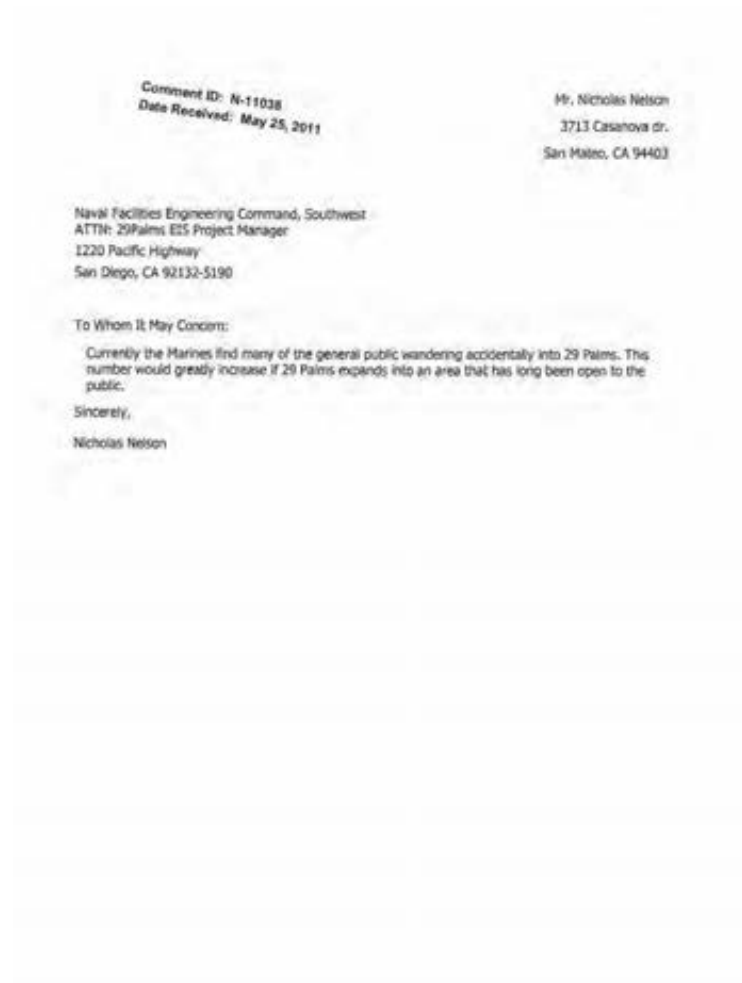 Comment ID: N-11038
Date Received: May 25, 2011
Mr. Nicholas Nelson
3713 Casanova dr.
San Mateo, CA 94403
Naval Facilities Engineering Command, Southwest
ATTN: 29Palms EIS Project Manager
1220 Pacific Highway
San Diego, CA 92132-5190
To Whom It May Concern:
Currently the Marines find many of the general public wandering accidentally into 29 Palms. This
number would greatly increase if 29 Palms expands into an area that has long been open to the
public.
Sincerely,
Nicholas Nelson